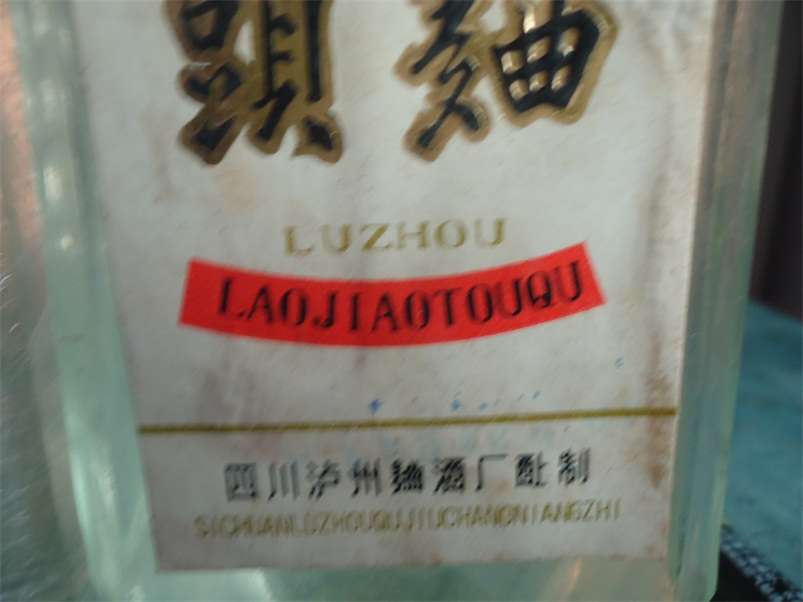 頭麯
LUZHOU
LAOJIAOTOUQU
四川泸州麯酒厂酿制
SICHUANLUZHOUQUJIUCHANGNIANGZHI